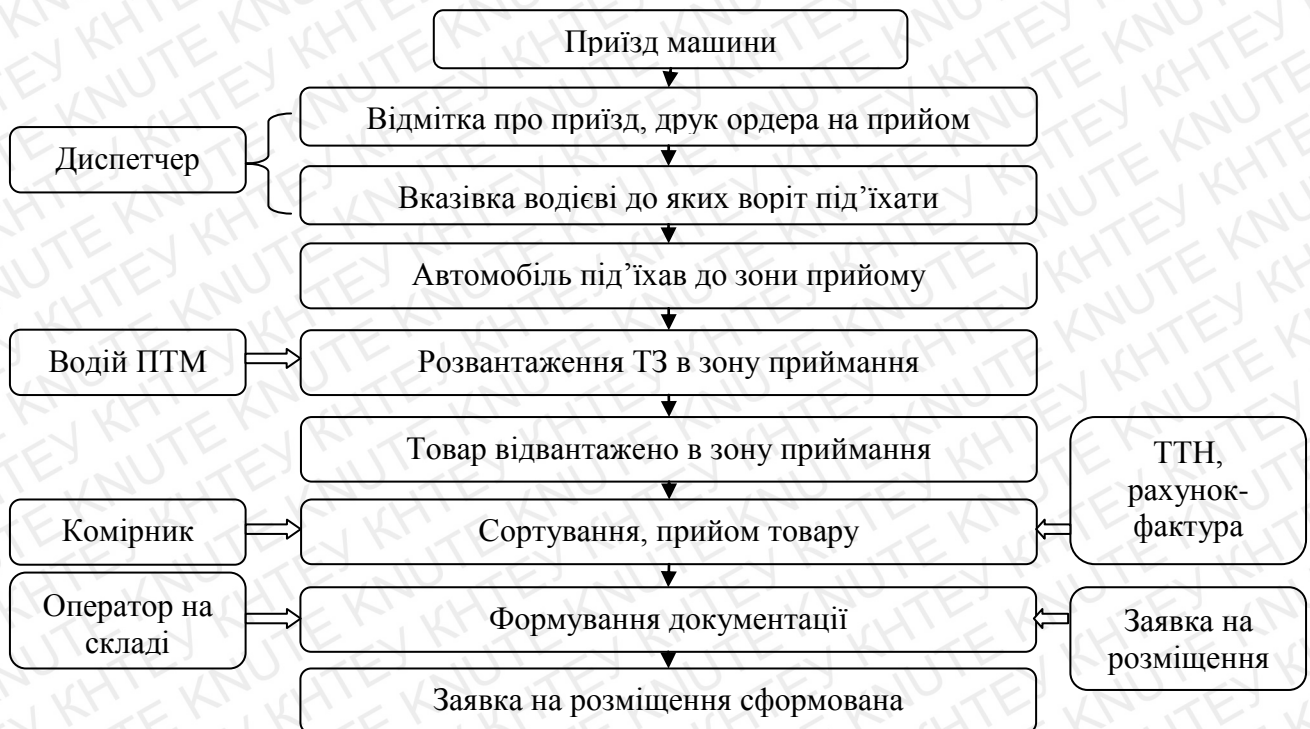 Приїзд машини
Відмітка про приїзд, друк ордера на прийом
Диспетчер
Вказівка водієві до яких воріт під’їхати
Автомобіль під’їхав до зони прийому
Водій ПТМ
Розвантаження ТЗ в зону приймання
Товар відвантажено в зону приймання
ТТН,
рахунок-
фактура
Комірник
Сортування, прийом товару
Оператор на
складі
Формування документації
Заявка на
розміщення
Заявка на розміщення сформована